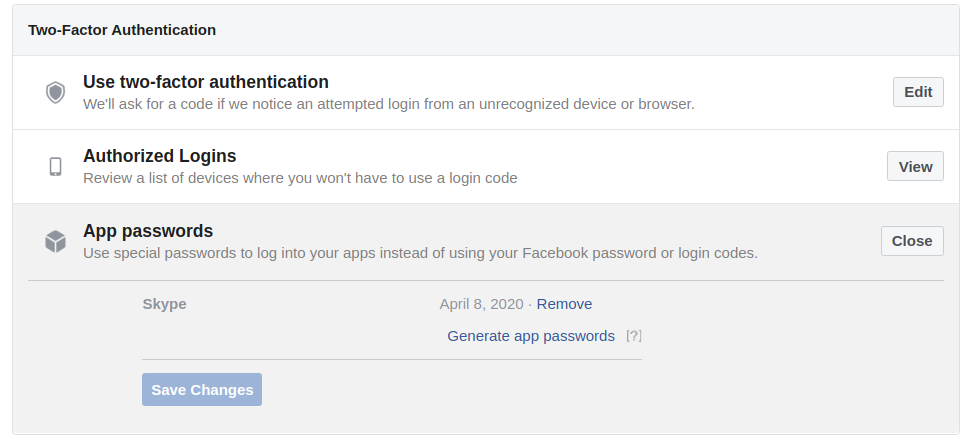 Two-Factor Authentication
Use two-factor authentication
We'll ask for a code if we notice an attempted login from an unrecognized device or browser.
Edit
Authorized Logins
Review a list of devices where you won't have to use a login code
View
App passwords
Use special passwords to log into your apps instead of using your Facebook password or login codes.
Close
Skype April 8, 2020 · Remove
Generate app passwords [?]
Save Changes